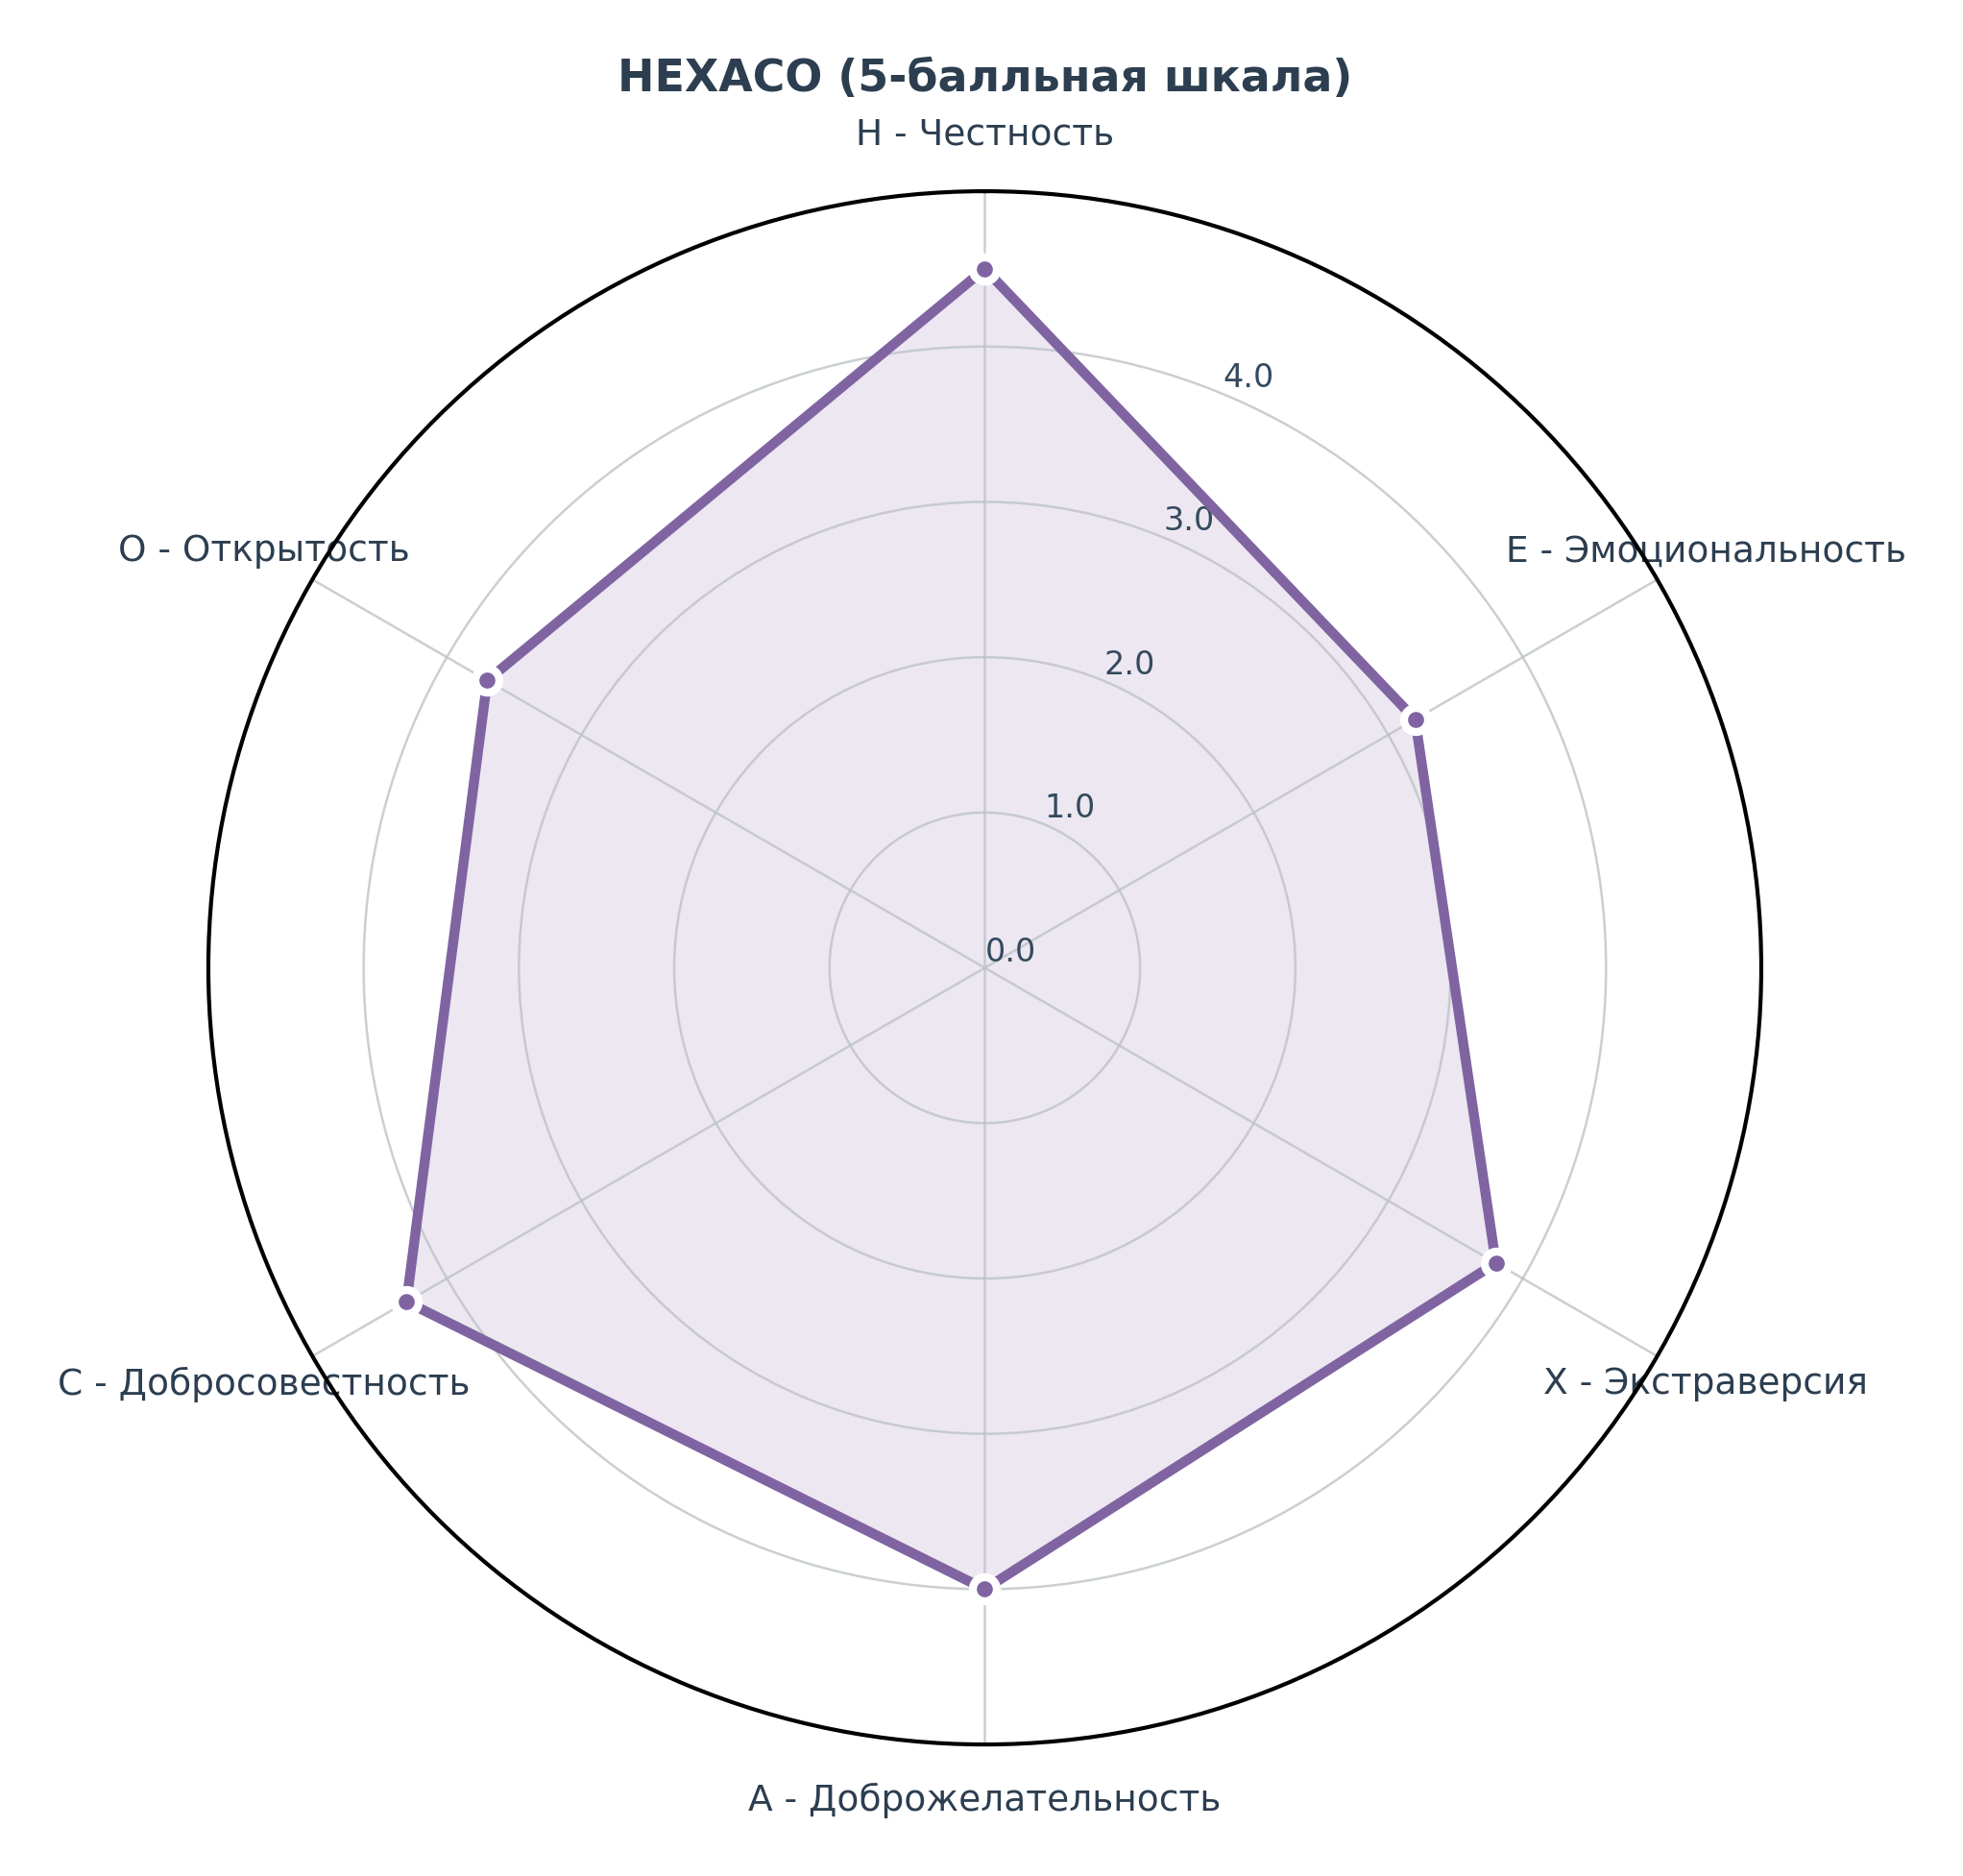 HEXACO (5-балльная шкала)
H - Честность
4.0
3.0
O - Открытость
E - Эмоциональность
2.0
1.0
0.0
C - Добросовестность
X - Экстраверсия
A - Доброжелательность